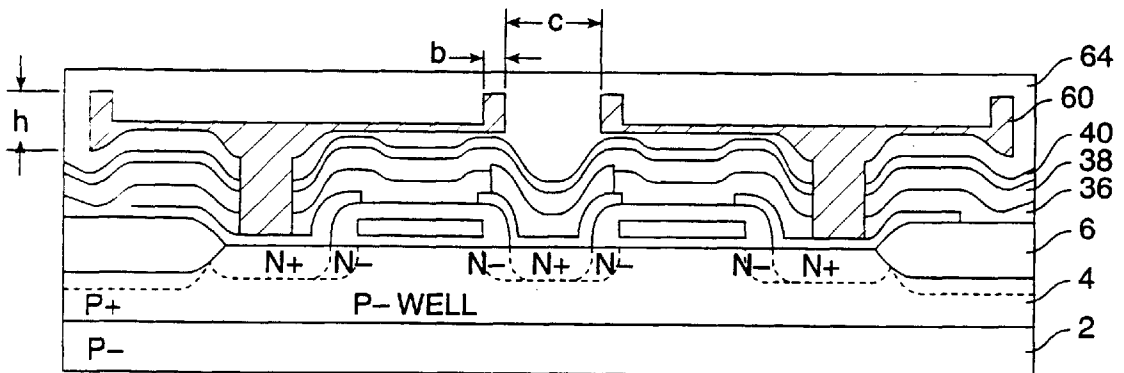 c
b
h
64
60
40
38
36
6
4
2
N+ N- N- N+ N- N- N+
P+ P- WELL
P-